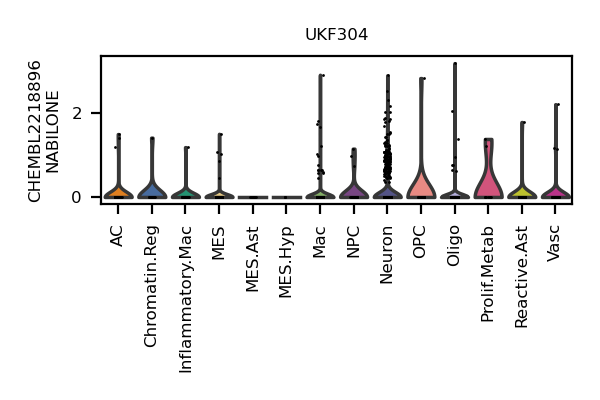 UKF304
CHEMBL2218896
NABILONE
2
0
AC
Chromatin.Reg
Inflammatory.Mac
MES
MES.Ast
MES.Hyp
Mac
NPC
Neuron
OPC
Oligo
Prolif.Metab
Reactive.Ast
Vasc